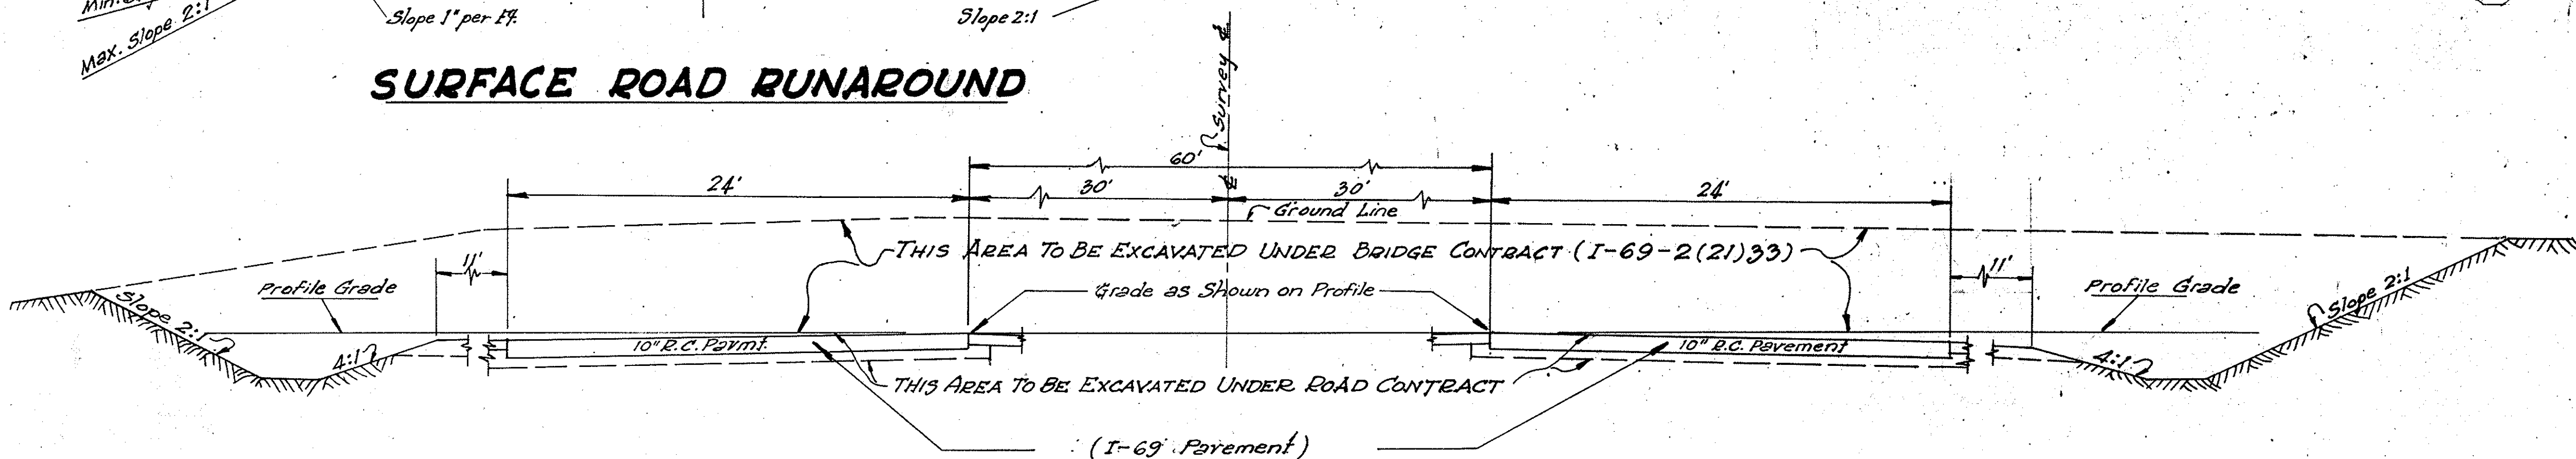 Max. Slope 2:1
Slope 1" per Ft.
Slope 2:1
SURFACE ROAD RUNAROUND
Survey ℄
60'
24'
30'
30'
24'
Ground Line
THIS AREA TO BE EXCAVATED UNDER BRIDGE CONTRACT (I-69-2(21)33)
11'
11'
Profile Grade
Grade as Shown on Profile
Profile Grade
Slope 2:1
Slope 2:1
10" R.C. Pavmt.
10" R.C. Pavement
4:1
4:1
THIS AREA TO BE EXCAVATED UNDER ROAD CONTRACT
(I-69 Pavement)